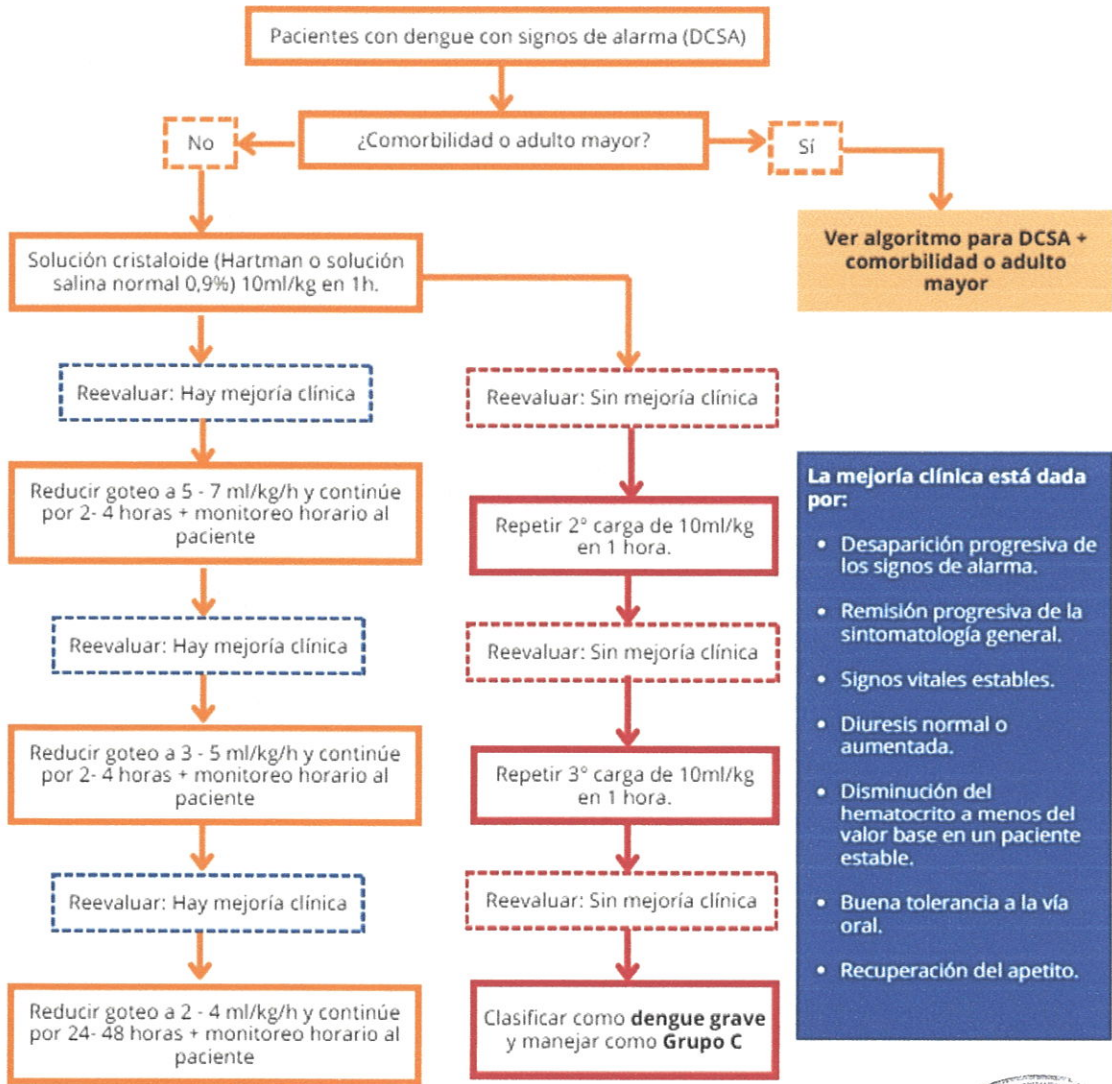 Pacientes con dengue con signos de alarma (DCSA)
No
¿Comorbilidad o adulto mayor?
Sí
Solución cristaloide (Hartman o solución
salina normal 0,9%) 10ml/kg en 1h.
Ver algoritmo para DCSA +
comorbilidad o adulto
mayor
Reevaluar: Hay mejoría clínica
Reevaluar: Sin mejoría clínica
Reducir goteo a 5 - 7 ml/kg/h y continúe
por 2- 4 horas + monitoreo horario al
paciente
Repetir 2° carga de 10ml/kg
en 1 hora.
Reevaluar: Hay mejoría clínica
Reevaluar: Sin mejoría clínica
Reducir goteo a 3 - 5 ml/kg/h y continúe
por 2- 4 horas + monitoreo horario al
paciente
Repetir 3° carga de 10ml/kg
en 1 hora.
Reevaluar: Hay mejoría clínica
Reevaluar: Sin mejoría clínica
Reducir goteo a 2 - 4 ml/kg/h y continúe
por 24- 48 horas + monitoreo horario al
paciente
Clasificar como dengue grave
y manejar como Grupo C
La mejoría clínica está dada
por:
• Desaparición progresiva de
los signos de alarma.
• Remisión progresiva de la
sintomatología general.
• Signos vitales estables.
• Diuresis normal o
aumentada.
• Disminución del
hematocrito a menos del
valor base en un paciente
estable.
• Buena tolerancia a la vía
oral.
• Recuperación del apetito.